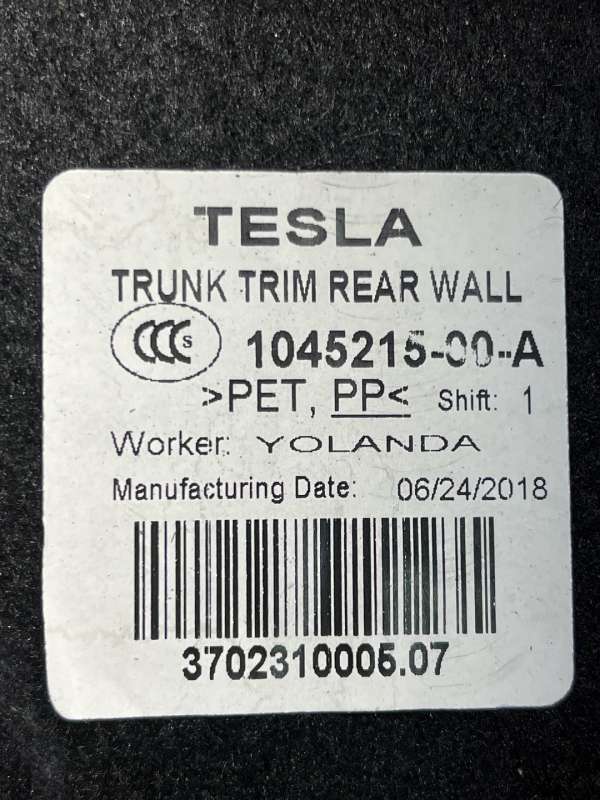 TESLA
TRUNK TRIM REAR WALL
CCC S 1045215-00-A
>PET, PP< Shift: 1
Worker: YOLANDA
Manufacturing Date: 06/24/2018
3702310005.07